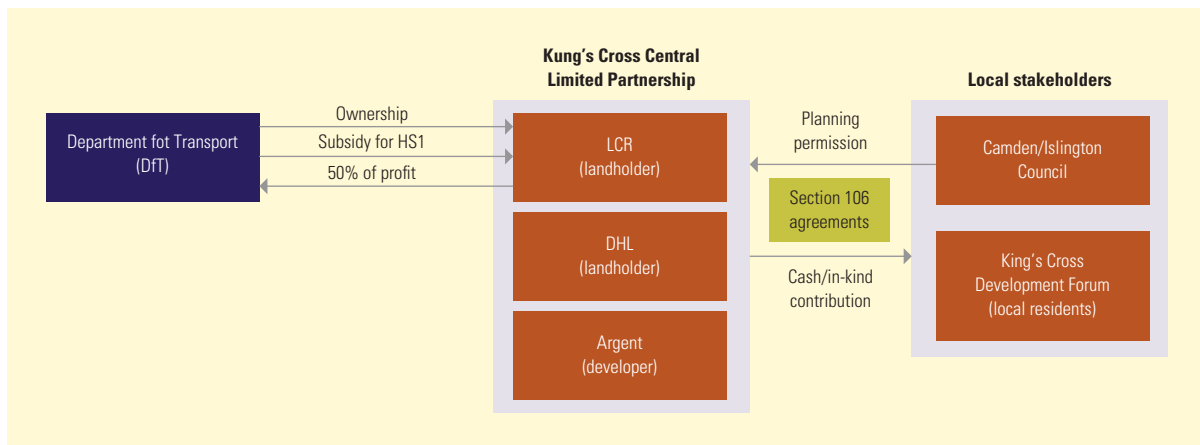 Kung's Cross Central
Limited Partnership
Local stakeholders
Department fot Transport
(DfT)
Ownership
Subsidy for HS1
50% of profit
LCR
(landholder)
DHL
(landholder)
Argent
(developer)
Planning
permission
Section 106
agreements
Cash/in-kind
contribution
Camden/Islington
Council
King's Cross
Development Forum
(local residents)